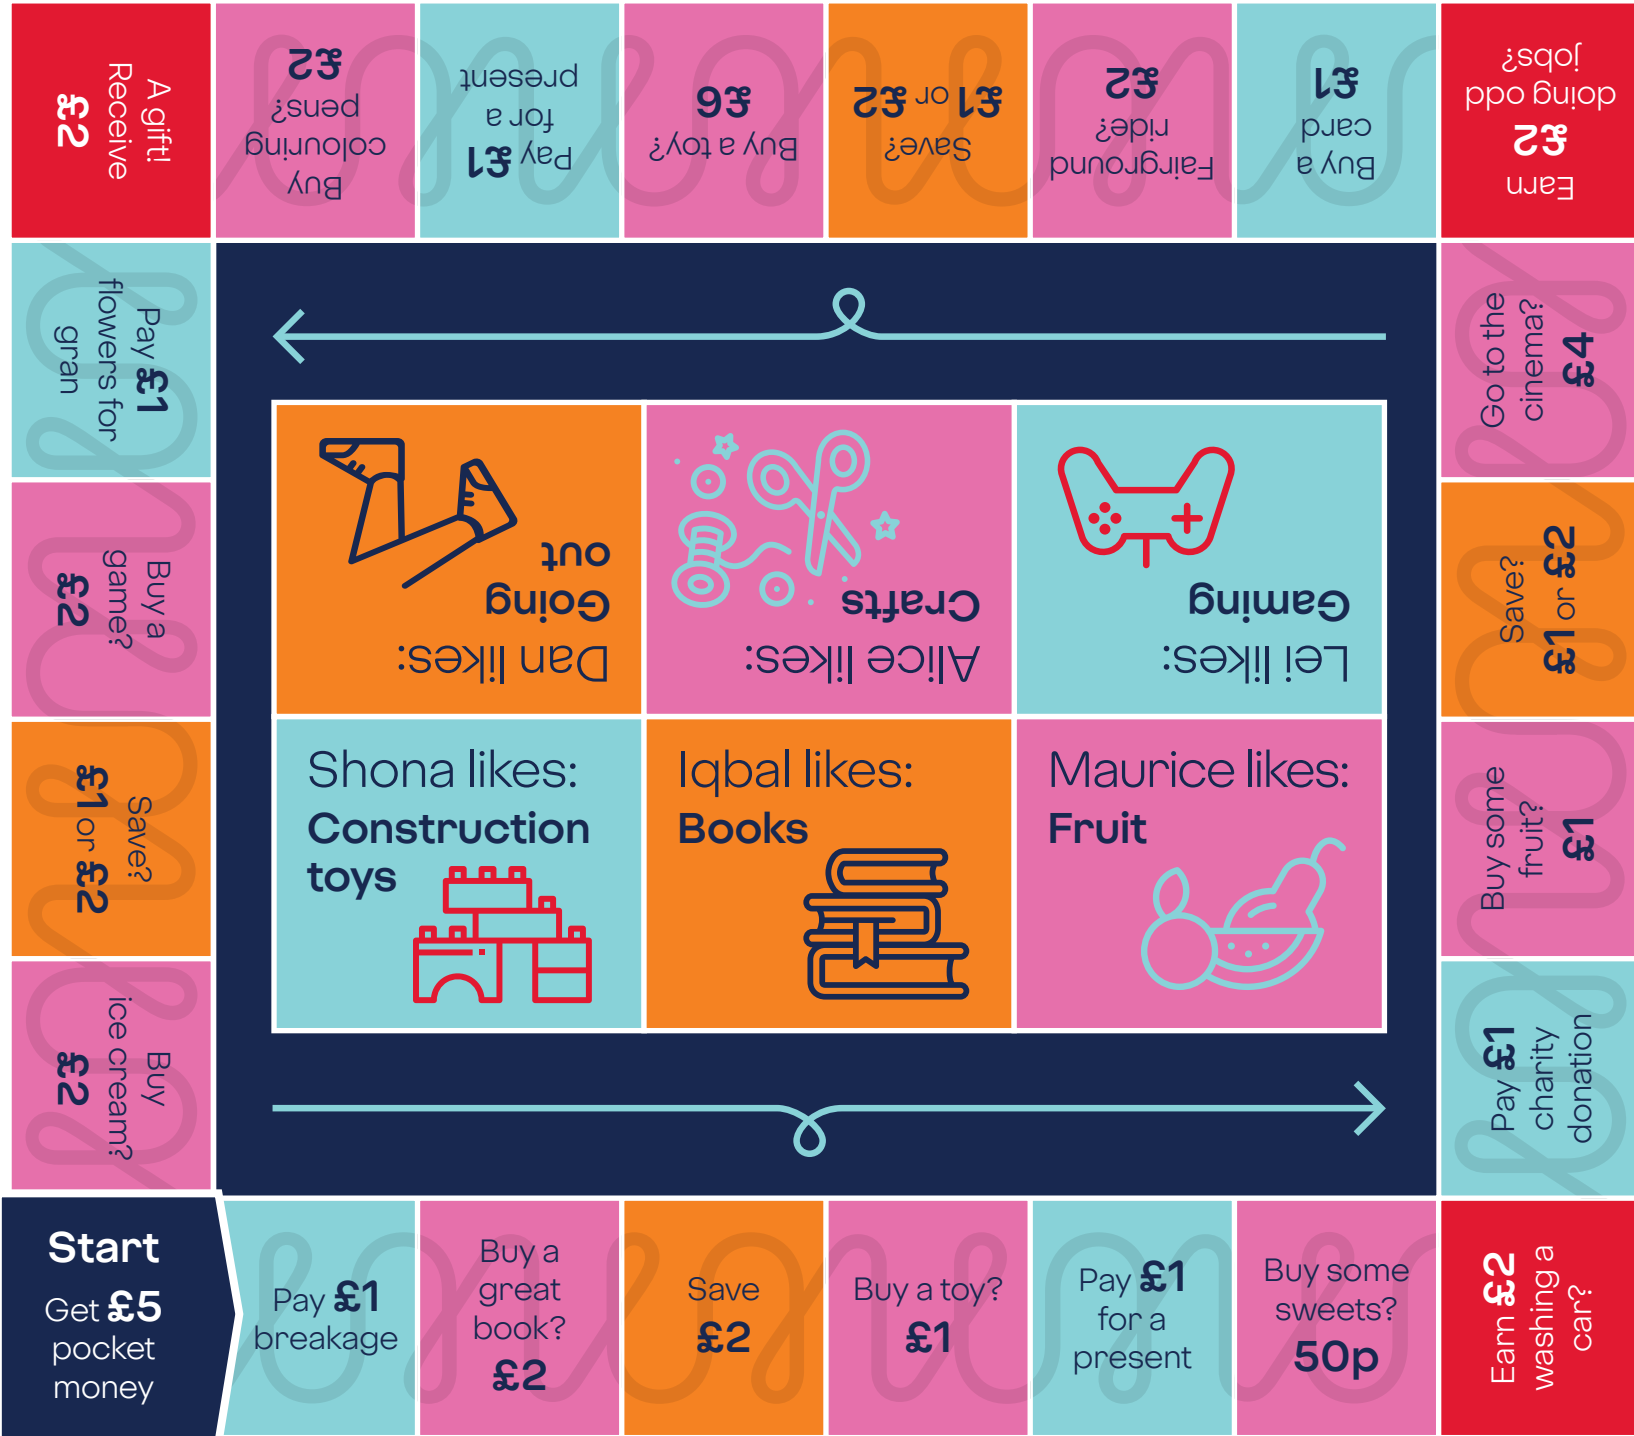 Start
Get £5
pocket
money
Pay £1
breakage
Buy a
great
book?
£2
Save
£2
Buy a toy?
£1
Pay £1
for a
present
Buy some
sweets?
50p
Earn £2
washing a
car?
Pay £1
charity
donation
Buy some
fruit?
£1
Save?
£1 or £2
Go to the
cinema?
£4
Earn
£2
doing odd
jobs?
Buy a
card
£1
Fairground
ride?
£2
Save?
£1 or £2
Buy a toy?
£6
Pay £1
for a
present
Buy
colouring
pens?
£2
A gift!
Receive
£2
Pay £1
flowers for
gran
Buy a
game?
£2
Save?
£1 or £2
Buy
ice cream?
£2
Lei likes:
Gaming
Alice likes:
Crafts
Dan likes:
Going
out
Shona likes:
Construction
toys
Iqbal likes:
Books
Maurice likes:
Fruit